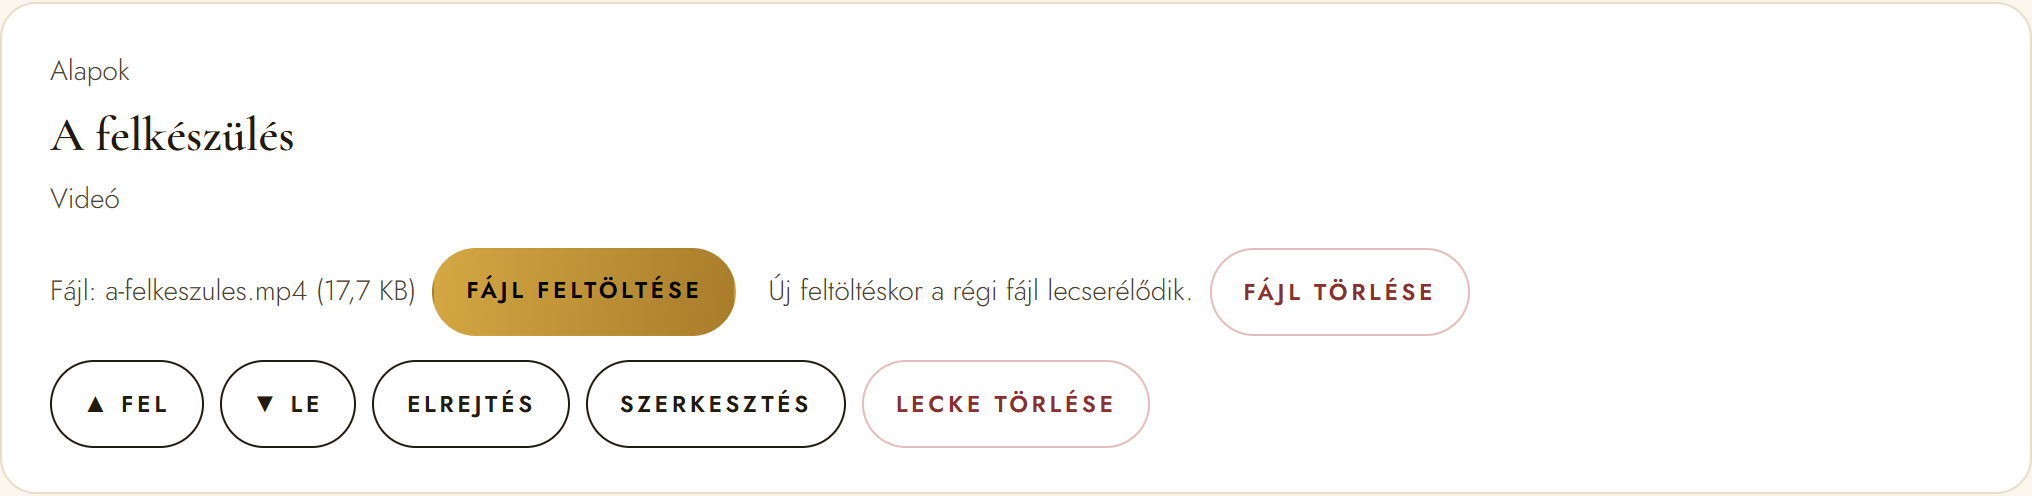 Alapok
A felkészülés
Videó
Fájl: a-felkeszules.mp4 (17,7 KB) FÁJL FELTÖLTÉSE Új feltöltéskor a régi fájl lecserélődik. FÁJL TÖRLÉSE
▲ FEL ▼ LE ELREJTÉS SZERKESZTÉS LECKE TÖRLÉSE